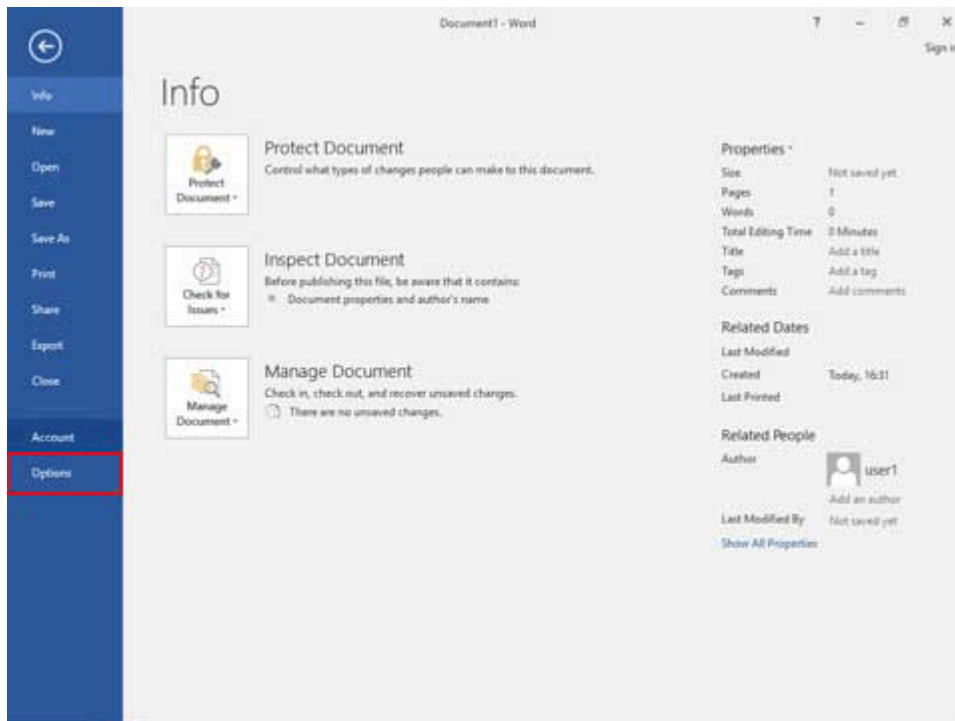 Document1 - Word
?
Sign in
Info
New
Open
Save
Save As
Print
Share
Export
Close
Account
Options
Info
Protect Document
Protect Document
Control what types of changes people can make to this document.
Check for Issues
Inspect Document
Before publishing this file, be aware that it contains:
Document properties and author's name
Manage Document
Manage Document
Check in, check out, and recover unsaved changes.
There are no unsaved changes.
Properties
Size Not saved yet
Pages 1
Words 0
Total Editing Time 0 Minutes
Title Add a title
Tags Add a tag
Comments Add comments
Related Dates
Last Modified
Created Today, 16:31
Last Printed
Related People
Author user1
Add an author
Last Modified By Not saved yet
Show All Properties